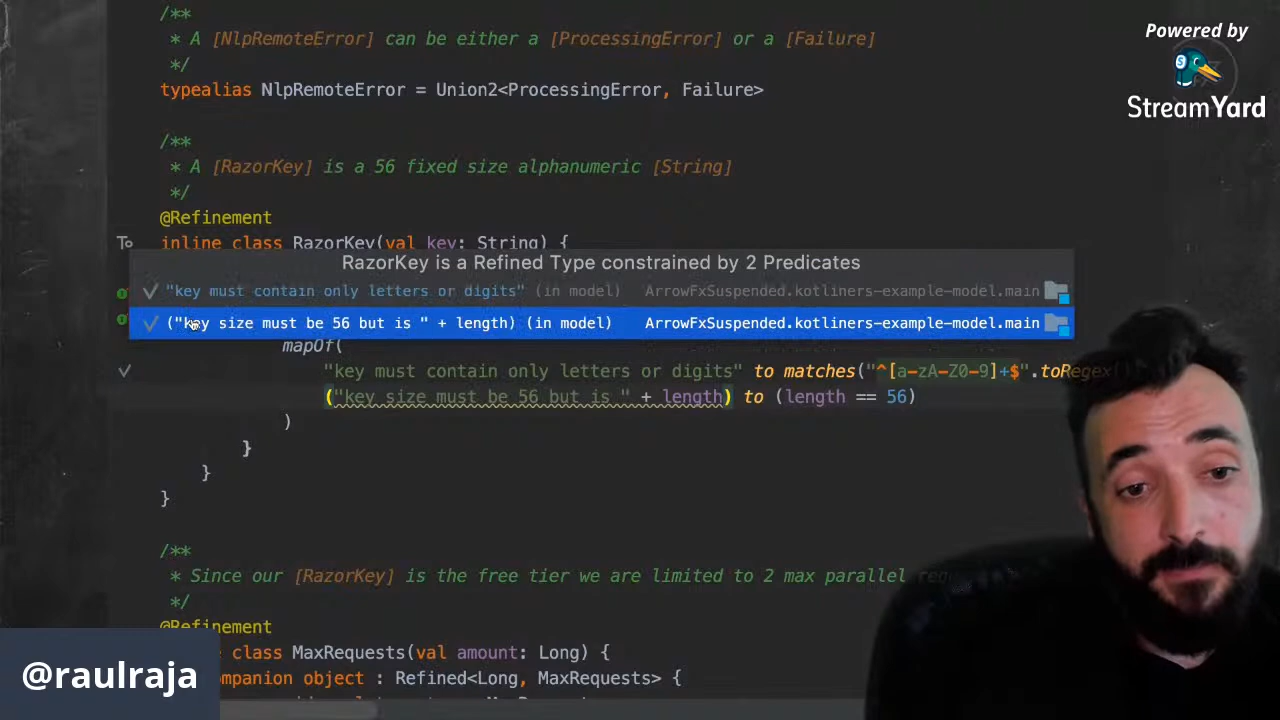 /**
* A [NlpRemoteError] can be either a [ProcessingError] or a [Failure]
*/
typealias NlpRemoteError = Union2<ProcessingError, Failure>
/**
* A [RazorKey] is a 56 fixed size alphanumeric [String]
*/
@Refinement
inline class RazorKey(val key: String) {
RazorKey is a Refined Type constrained by 2 Predicates
"key must contain only letters or digits" (in model) ArrowFxSuspended.kotliners-example-model.main
("key size must be 56 but is " + length) (in model) ArrowFxSuspended.kotliners-example-model.main
mapOf(
"key must contain only letters or digits" to matches("^[a-zA-Z0-9]+$".toRegex()
("key size must be 56 but is " + length) to (length == 56)
)
}
}
}
/**
* Since our [RazorKey] is the free tier we are limited to 2 max parallel
*/
@Refinement
class MaxRequests(val amount: Long) {
object : Refined<Long, MaxRequests> {
Powered by
StreamYard
@raulraja